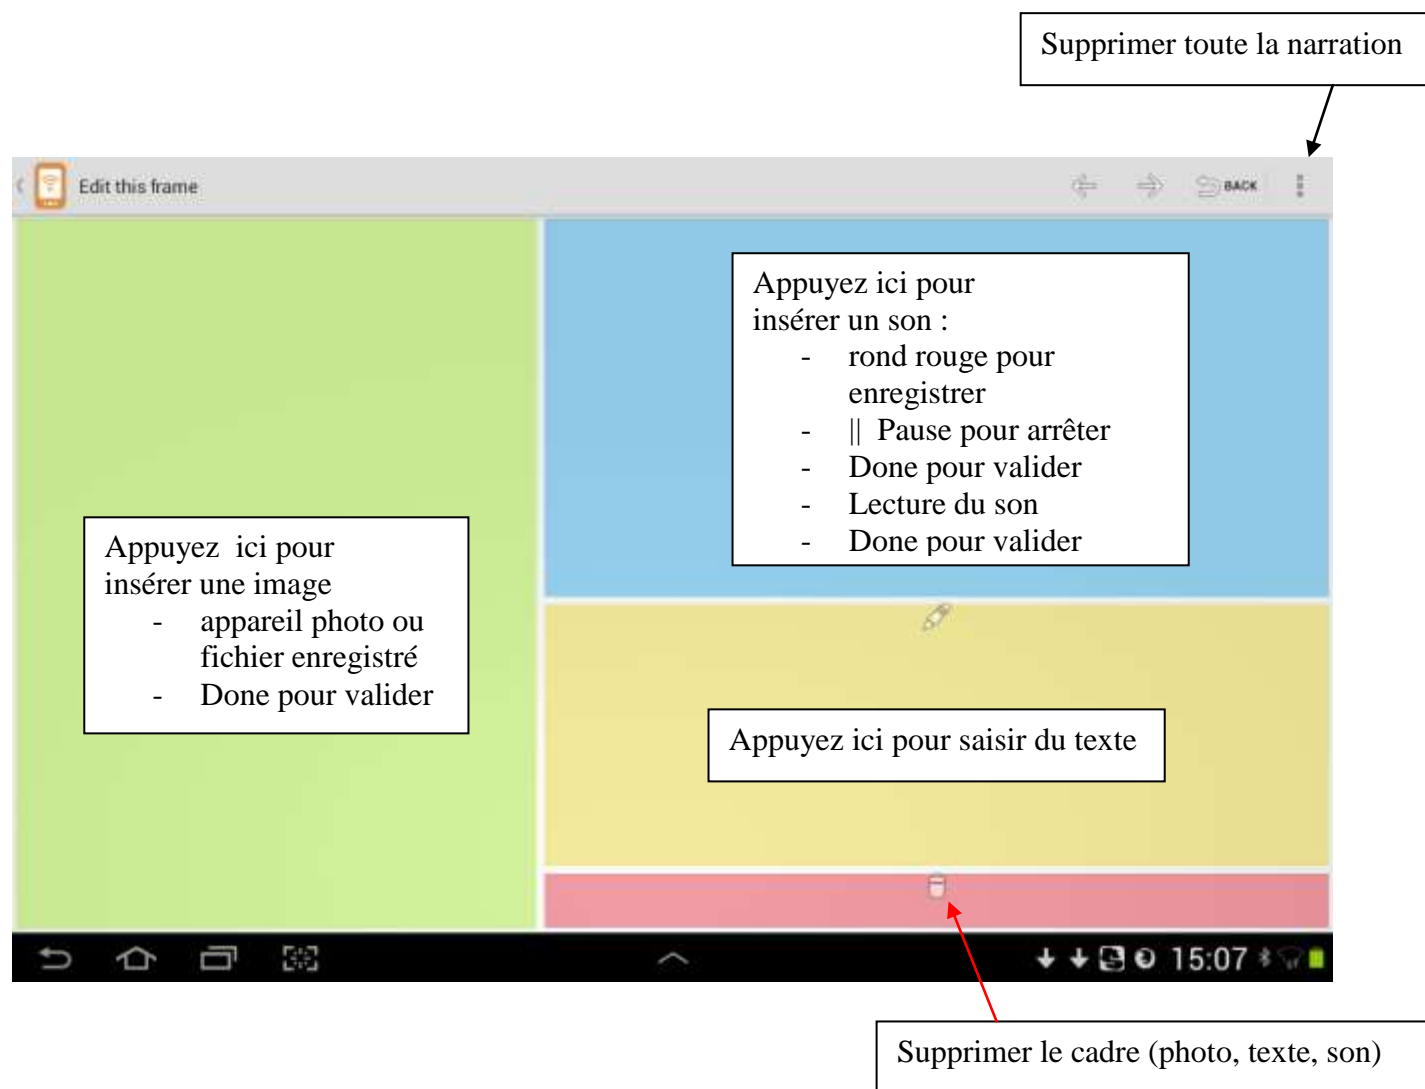 Supprimer toute la narration
Edit this frame
BACK
Appuyez ici pour
insérer un son :
- rond rouge pour
enregistrer
- || Pause pour arrêter
- Done pour valider
- Lecture du son
- Done pour valider
Appuyez ici pour
insérer une image
- appareil photo ou
fichier enregistré
- Done pour valider
Appuyez ici pour saisir du texte
15:07
Supprimer le cadre (photo, texte, son)